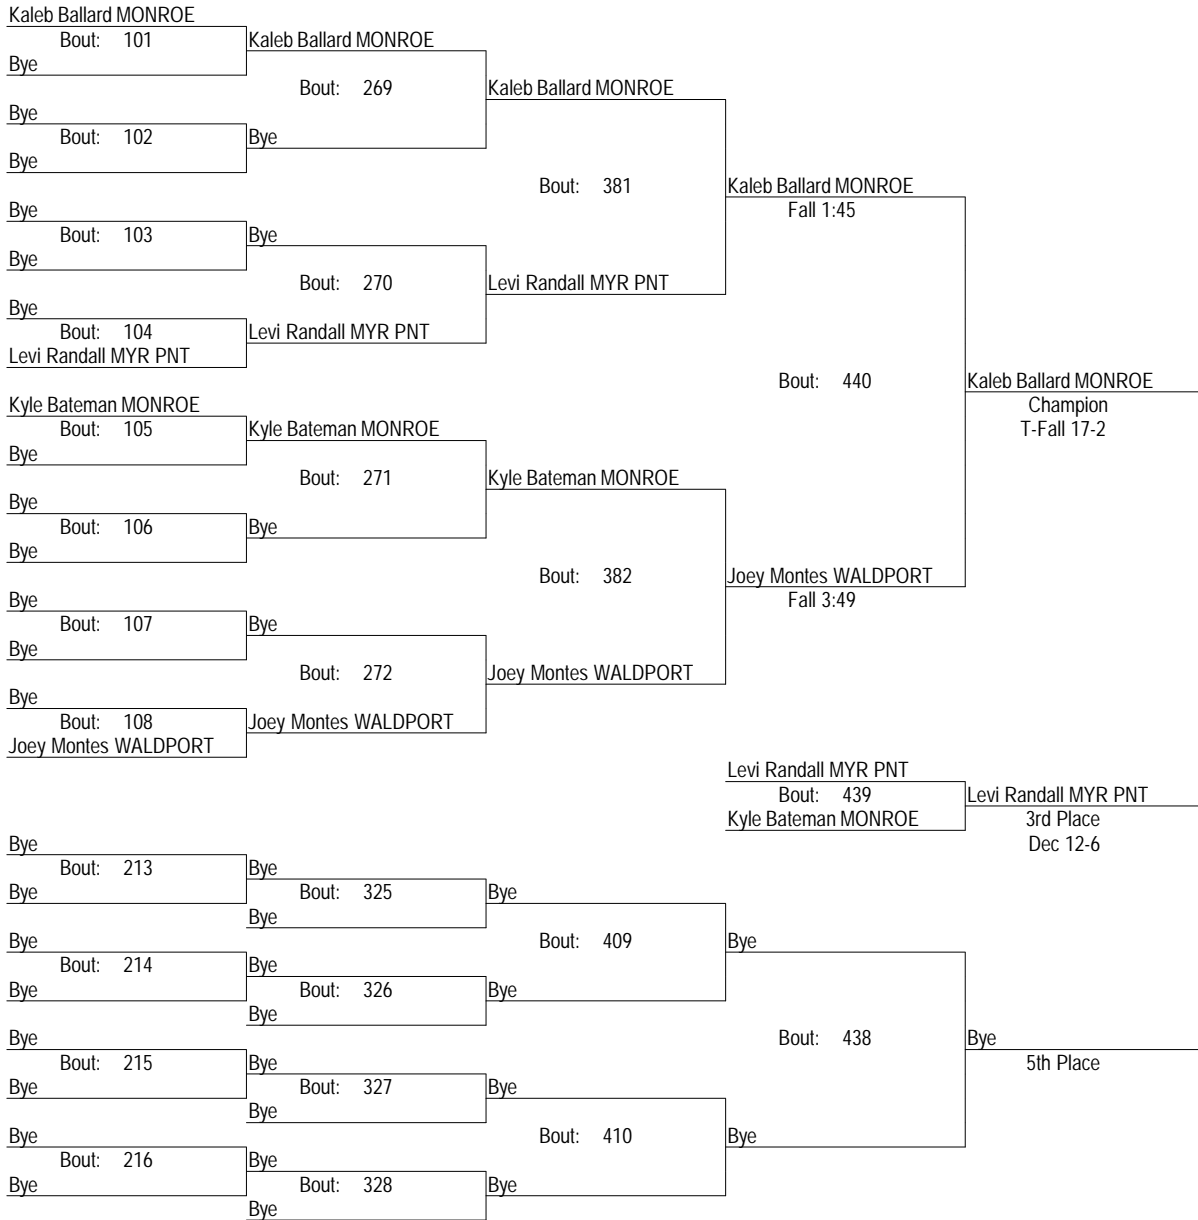 Kaleb Ballard MONROE
Bout: 101 Kaleb Ballard MONROE
Bye
Bout: 269 Kaleb Ballard MONROE
Bye
Bout: 102 Bye
Bye
Bout: 381 Kaleb Ballard MONROE
Bye Fall 1:45
Bout: 103 Bye
Bye
Bout: 270 Levi Randall MYR PNT
Bye
Bout: 104 Levi Randall MYR PNT
Levi Randall MYR PNT
Bout: 440 Kaleb Ballard MONROE
Kyle Bateman MONROE Champion
Bout: 105 Kyle Bateman MONROE T-Fall 17-2
Bye
Bout: 271 Kyle Bateman MONROE
Bye
Bout: 106 Bye
Bye
Bout: 382 Joey Montes WALDPORT
Bye Fall 3:49
Bout: 107 Bye
Bye
Bout: 272 Joey Montes WALDPORT
Bye
Bout: 108 Joey Montes WALDPORT
Joey Montes WALDPORT
Levi Randall MYR PNT
Bout: 439 Levi Randall MYR PNT
Kyle Bateman MONROE 3rd Place
Bye Dec 12-6
Bout: 213 Bye
Bye Bout: 325 Bye
Bye
Bye Bout: 409 Bye
Bout: 214 Bye
Bye Bout: 326 Bye
Bye
Bye Bout: 438 Bye
Bout: 215 Bye 5th Place
Bye Bout: 327 Bye
Bye
Bye Bout: 410 Bye
Bout: 216 Bye
Bye Bout: 328 Bye
Bye